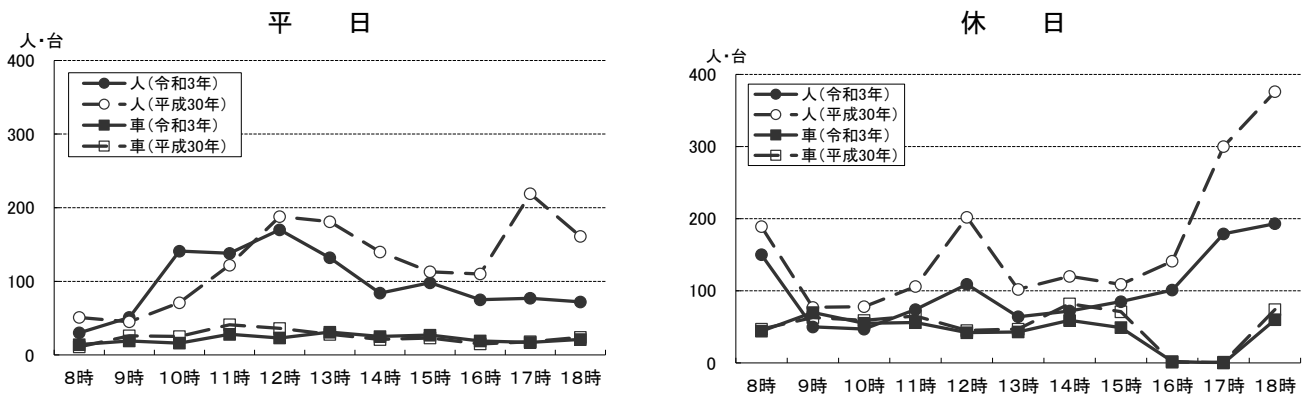 平 日
人・台
400
300
200
100
0
人(令和3年)
人(平成30年)
車(令和3年)
車(平成30年)
8時 9時 10時 11時 12時 13時 14時 15時 16時 17時 18時
休 日
人・台
400
300
200
100
0
人(令和3年)
人(平成30年)
車(令和3年)
車(平成30年)
8時 9時 10時 11時 12時 13時 14時 15時 16時 17時 18時